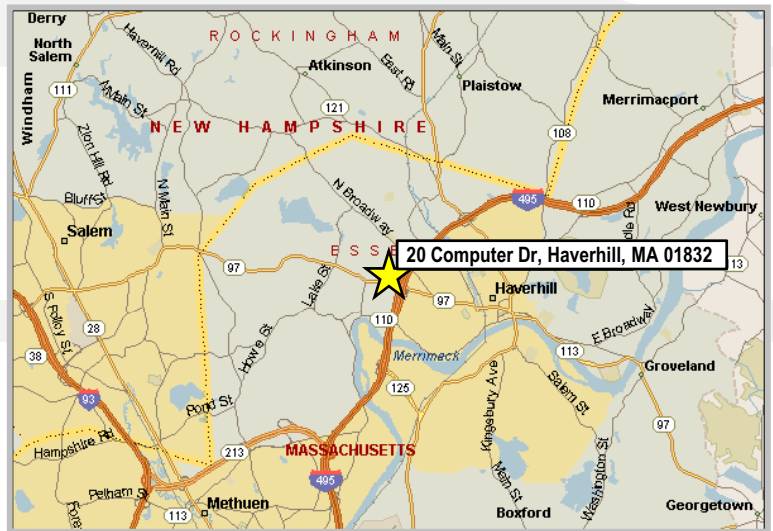 Derry
ROCKINGHAM
North
Salem
Haverhill Rd
Main St
Atkinson
East Rd
Plaistow
111
N Main St
121
Merrimacport
Windham
NEW HAMPSHIRE
108
Zion Hill Rd
N Broadway
495
110
Bluff St
N Main St
West Newbury
Salem
ESSE
20 Computer Dr, Haverhill, MA 01832
13
97
Lake St
97
Haverhill
S Policy St
28
110
E Broadway
Howe St
Merrimack
113
38
125
Groveland
93
Pond St
Kingsbury Ave
Salem St
97
Hampshire Rd
213
MASSACHUSETTS
495
Main St
Washington St
Pelham St
Methuen
Boxford
Georgetown
113